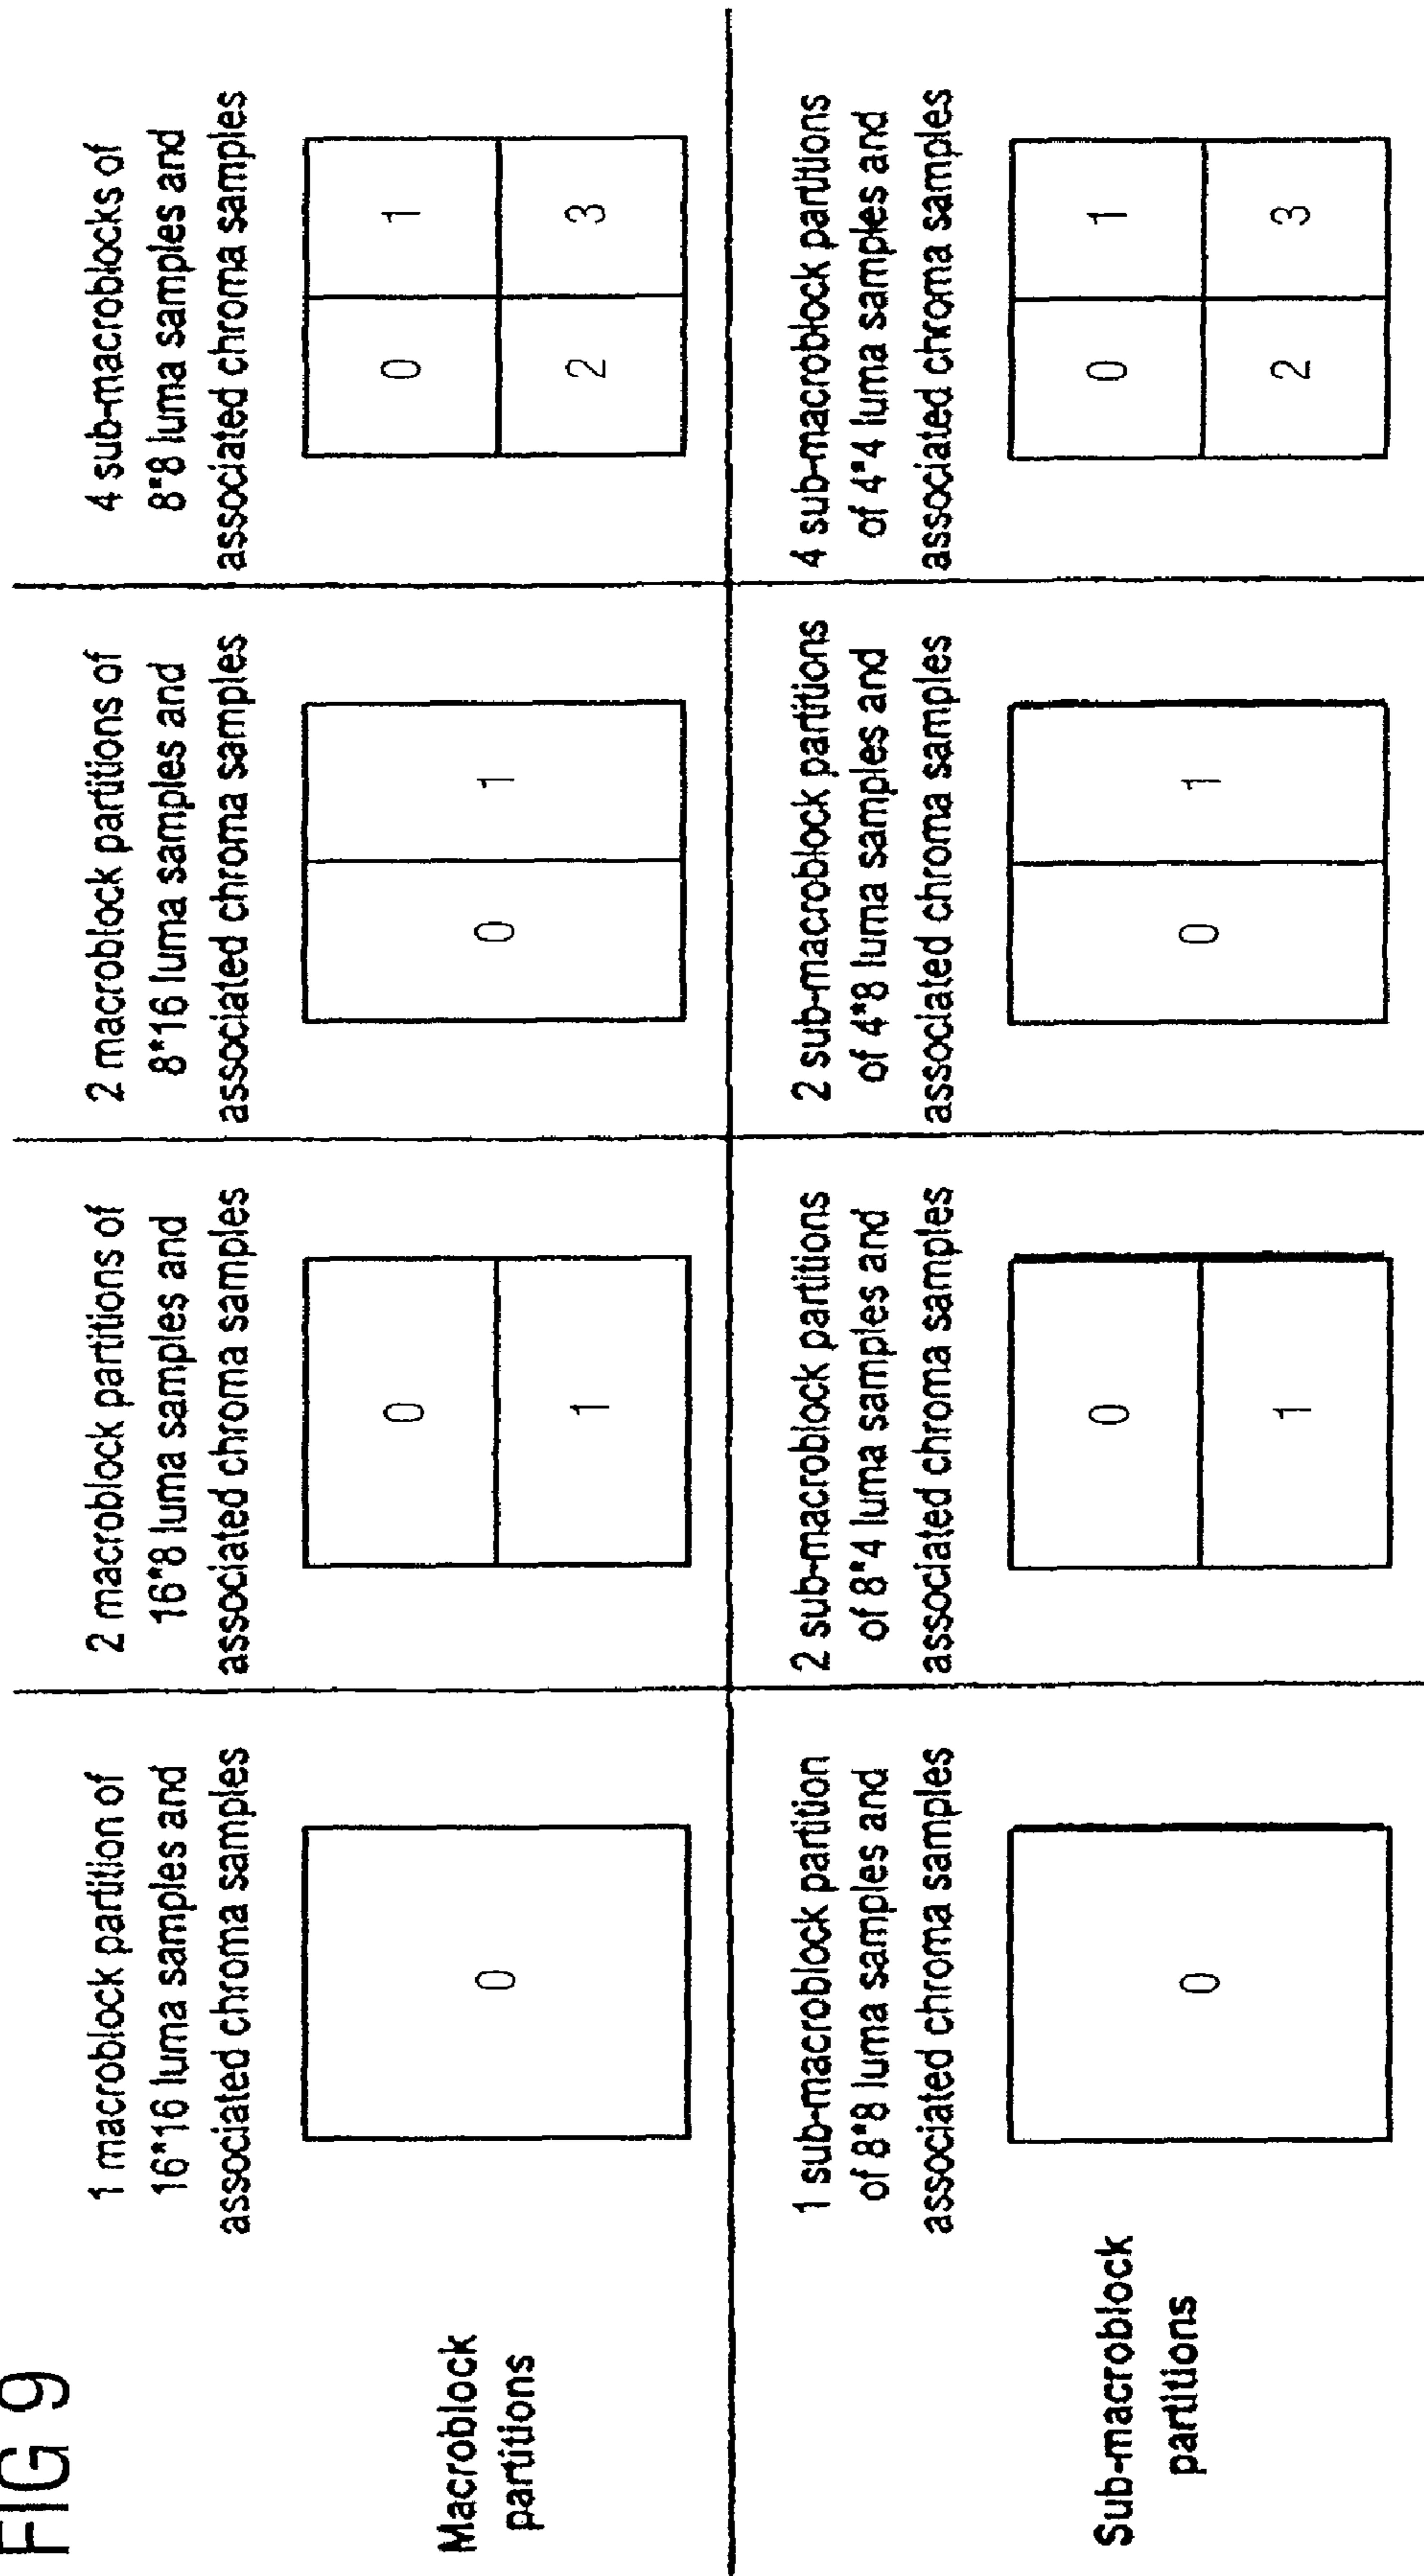 FIG 9
1 macroblock partition of
16*16 luma samples and
associated chroma samples
2 macroblock partitions of
16*8 luma samples and
associated chroma samples
2 macroblock partitions of
8*16 luma samples and
associated chroma samples
4 sub-macroblocks of
8*8 luma samples and
associated chroma samples
Macroblock
partitions
0
0
1
0
1
0
1
2
3
1 sub-macroblock partition
of 8*8 luma samples and
associated chroma samples
2 sub-macroblock partitions
of 8*4 luma samples and
associated chroma samples
2 sub-macroblock partitions
of 4*8 luma samples and
associated chroma samples
4 sub-macroblock partitions
of 4*4 luma samples and
associated chroma samples
Sub-macroblock
partitions
0
0
1
0
1
0
1
2
3